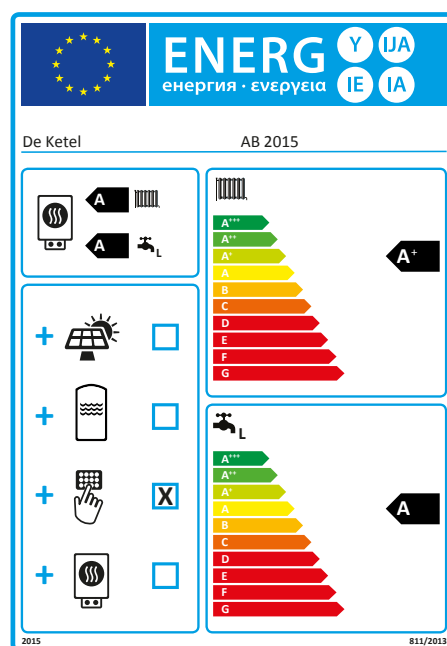 ENERG Y IJA
енергия · ενεργεια IE IA
De Ketel AB 2015
A
A
L
X
A+++
A++
A+
A
B
C
D
E
F
G
A+
L
A+++
A++
A+
A
B
C
D
E
F
G
A
2015 811/2013